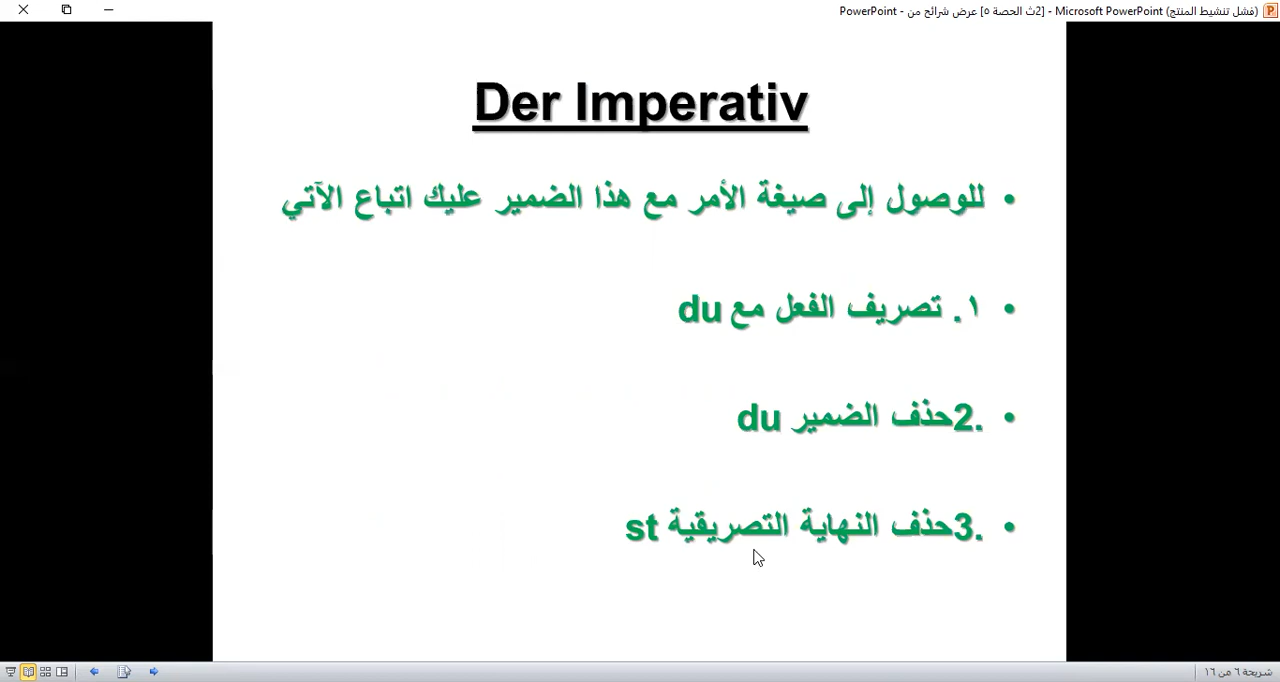 (فشل تنشيط المنتج) Microsoft PowerPoint - [2ث الحصة ٥] عرض شرائح من - PowerPoint
Der Imperativ
• للوصول إلى صيغة الأمر مع هذا الضمير عليك اتباع الآتي
• ١. تصريف الفعل مع du
• .2حذف الضمير du
• .3حذف النهاية التصريقية st
شريحة ٦ من ١٦